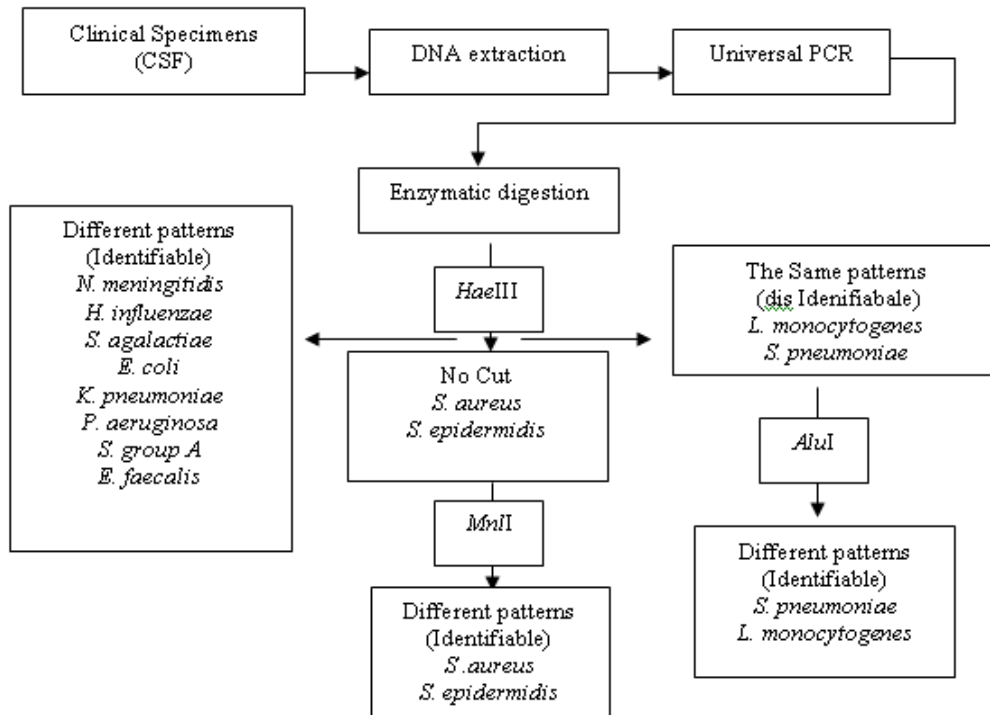 Clinical Specimens
(CSF)
DNA extraction
Universal PCR
Enzymatic digestion
HaeIII
Different patterns
(Identifiable)
N. meningitidis
H. influenzae
S. agalactiae
E. coli
K. pneumoniae
P. aeruginosa
S. group A
E. faecalis
No Cut
S. aureus
S. epidermidis
The Same patterns
(dis Idenifiabale)
L. monocytogenes
S. pneumoniae
MnlI
AluI
Different patterns
(Identifiable)
S .aureus
S. epidermidis
Different patterns
(Identifiable)
S. pneumoniae
L. monocytogenes